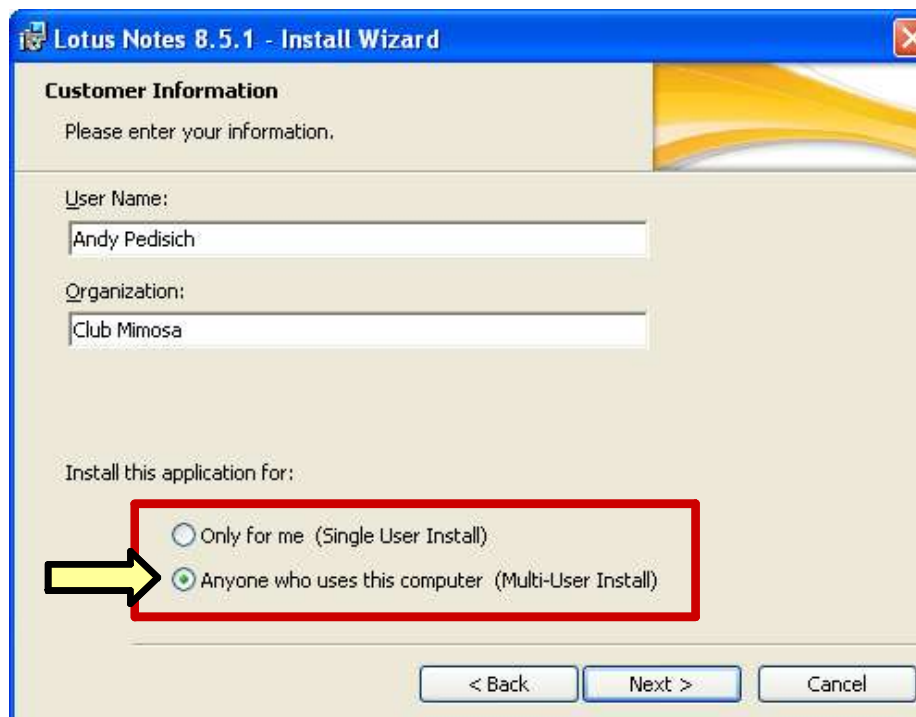 Lotus Notes 8.5.1 - Install Wizard
Customer Information
Please enter your information.
User Name:
Andy Pedisich
Organization:
Club Mimosa
Install this application for:
Only for me (Single User Install)
Anyone who uses this computer (Multi-User Install)
< Back Next > Cancel